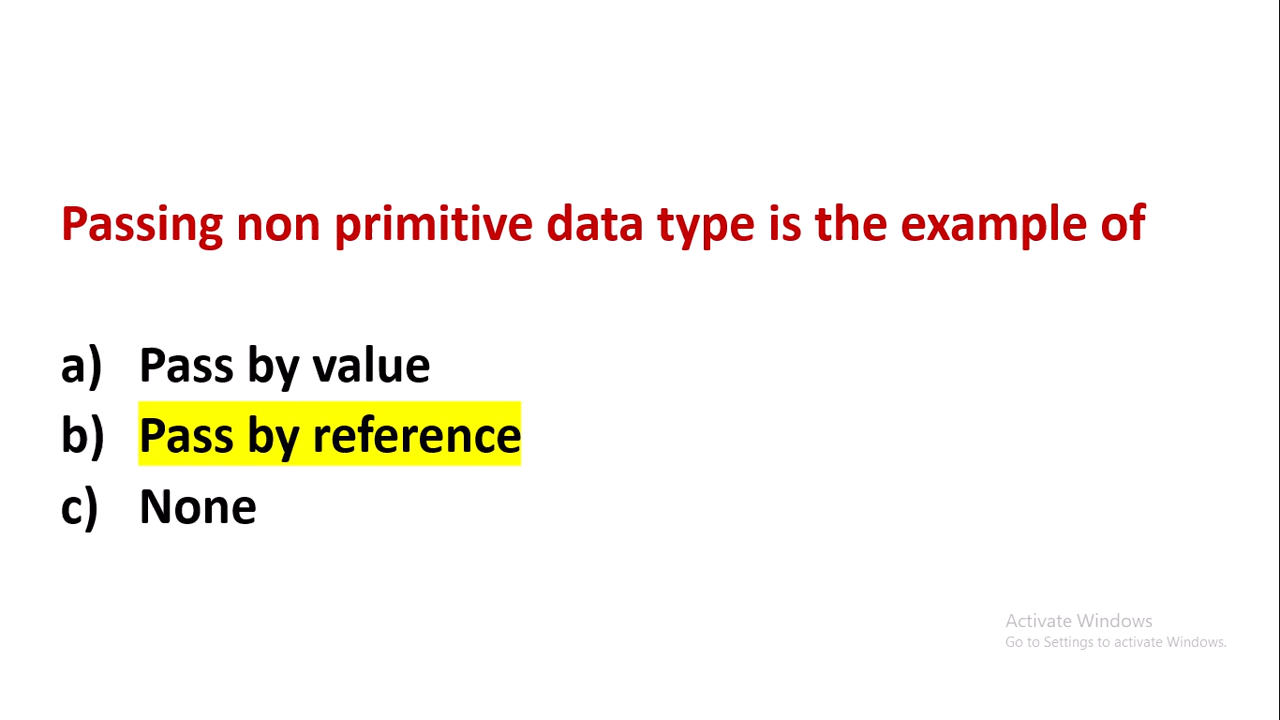 Passing non primitive data type is the example of
a) Pass by value
b) Pass by reference
c) None
Activate Windows
Go to Settings to activate Windows.